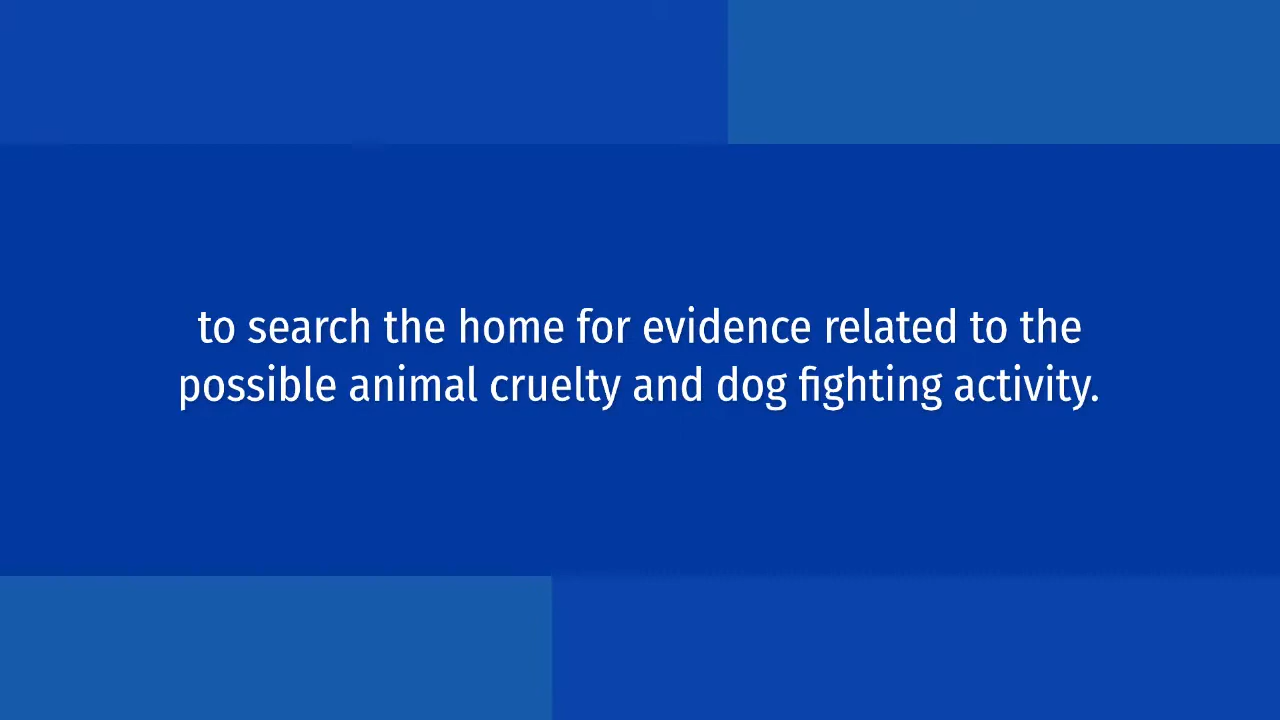 to search the home for evidence related to the
possible animal cruelty and dog fighting activity.